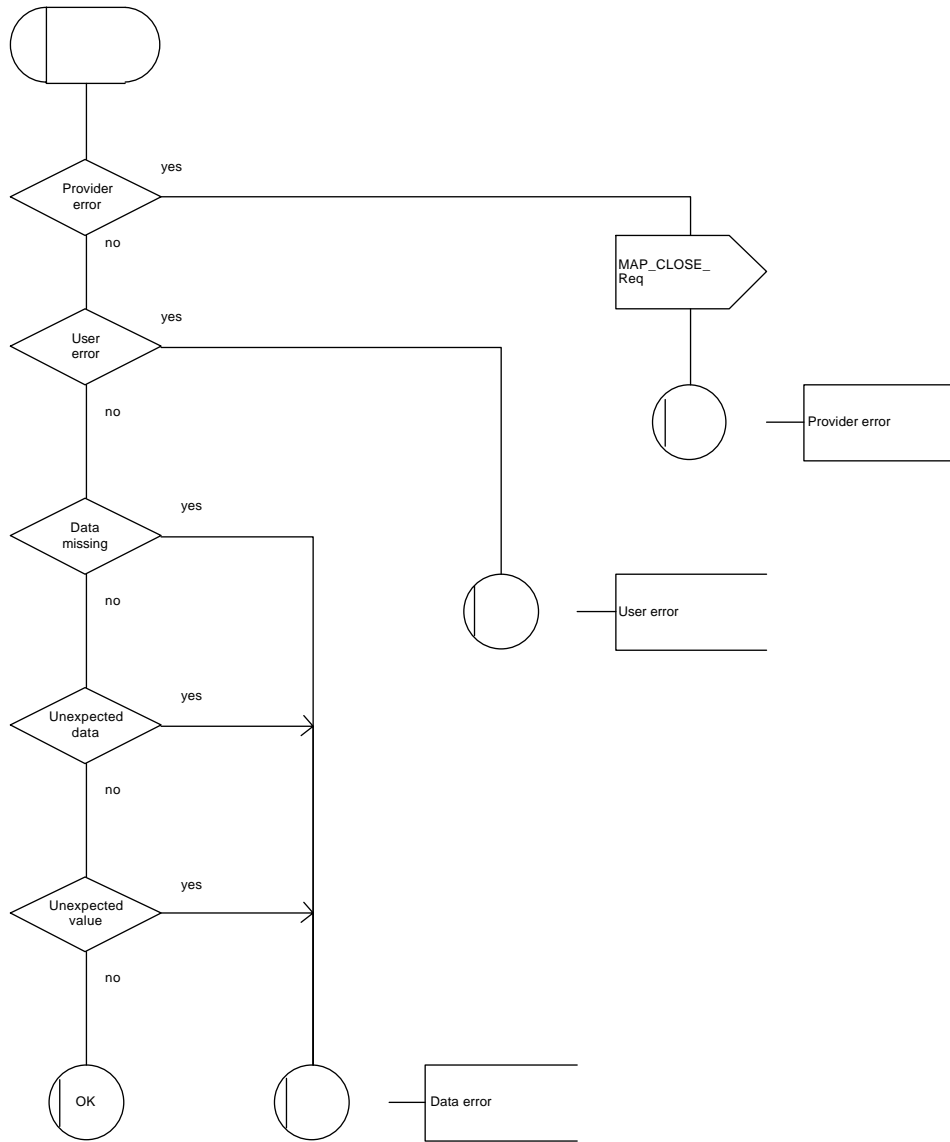 yes
Provider
error
no
MAP_CLOSE_
Req
yes
User
error
no
Provider error
yes
Data
missing
no
User error
yes
Unexpected
data
no
yes
Unexpected
value
no
OK
Data error